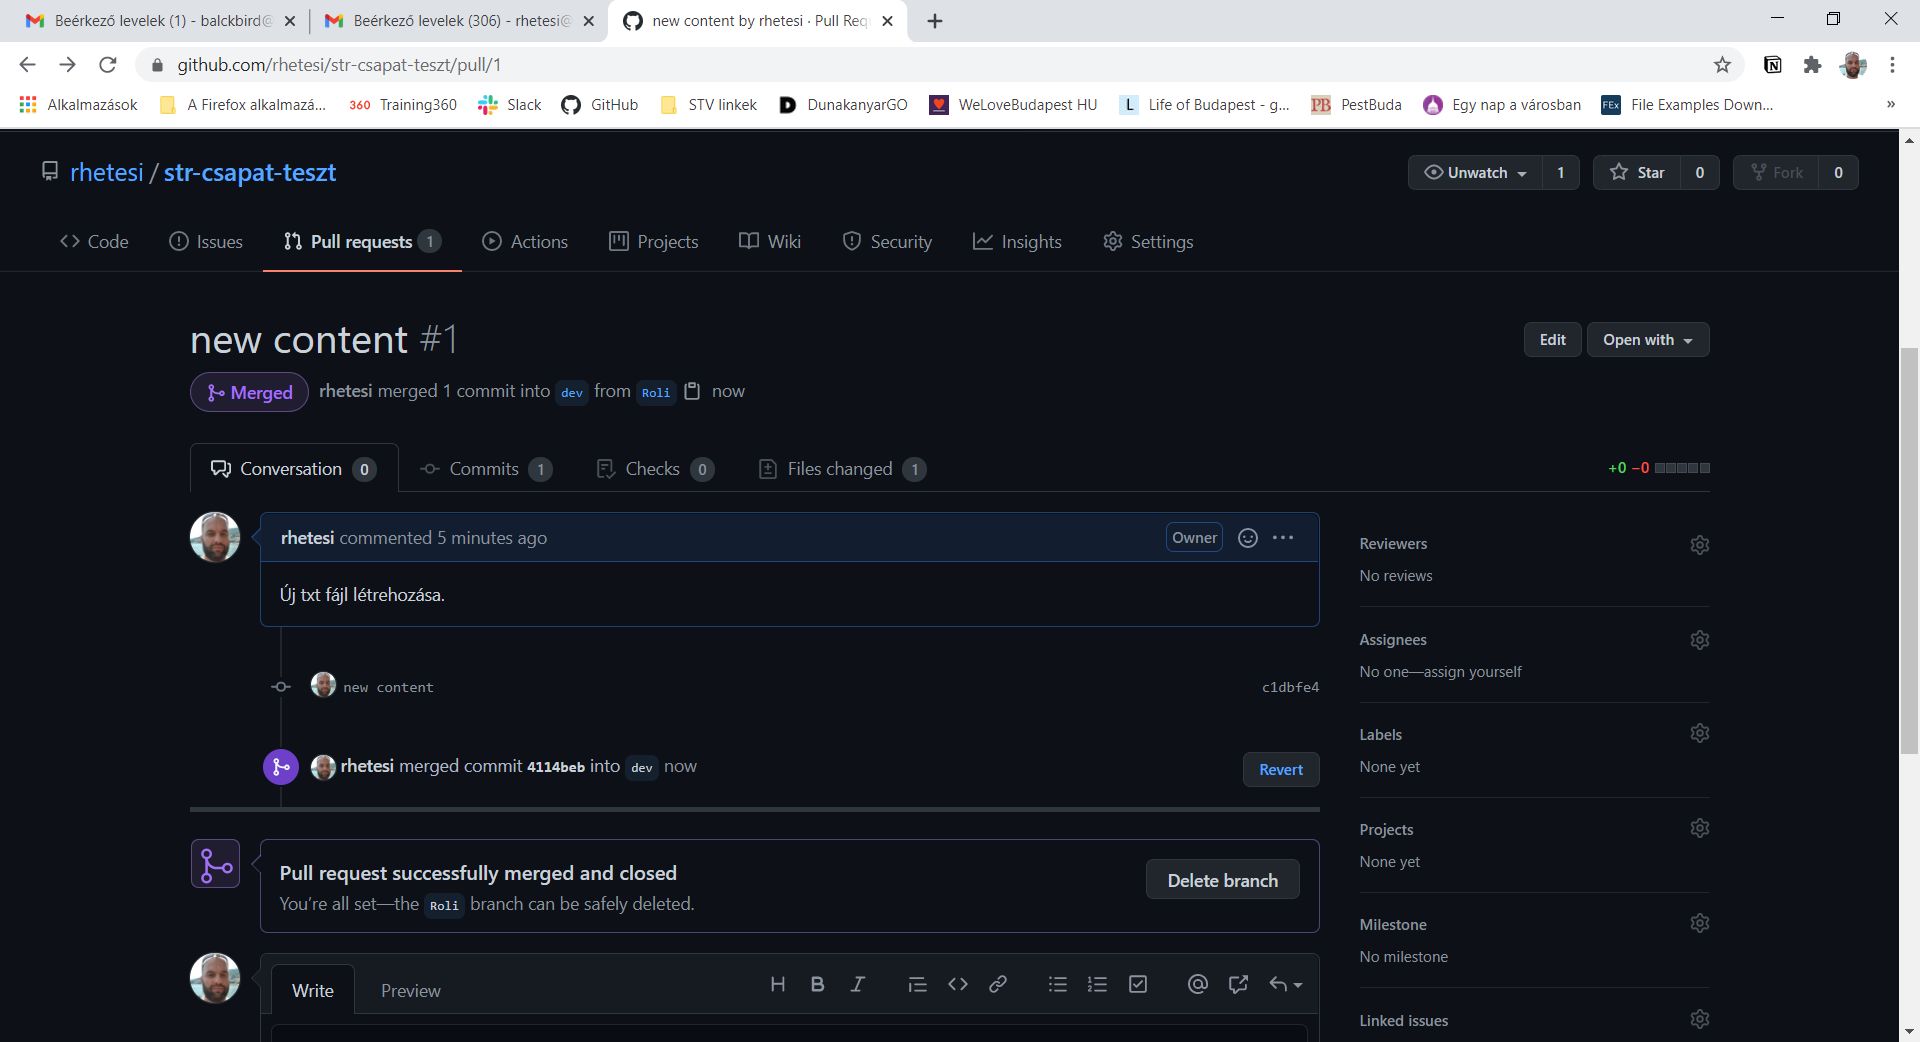 Beérkező levelek (1) - balckbird@
Beérkező levelek (306) - rhetesi@
new content by rhetesi · Pull Req
github.com/rhetesi/str-csapat-teszt/pull/1
Alkalmazások
A Firefox alkalmazá...
360 Training360
Slack
GitHub
STV linkek
D DunakanyarGO
WeLoveBudapest HU
L Life of Budapest - g...
PB PestBuda
Egy nap a városban
FEx File Examples Down...
»
rhetesi / str-csapat-teszt
Unwatch 1
Star 0
Fork 0
Code
Issues
Pull requests 1
Actions
Projects
Wiki
Security
Insights
Settings
new content #1
Edit
Open with
Merged
rhetesi merged 1 commit into dev from Roli now
Conversation 0
Commits 1
Checks 0
Files changed 1
+0 −0
rhetesi commented 5 minutes ago
Owner
Új txt fájl létrehozása.
new content
c1dbfe4
rhetesi merged commit 4114beb into dev now
Revert
Pull request successfully merged and closed
You're all set—the Roli branch can be safely deleted.
Delete branch
Write
Preview
H B I
Reviewers
No reviews
Assignees
No one—assign yourself
Labels
None yet
Projects
None yet
Milestone
No milestone
Linked issues